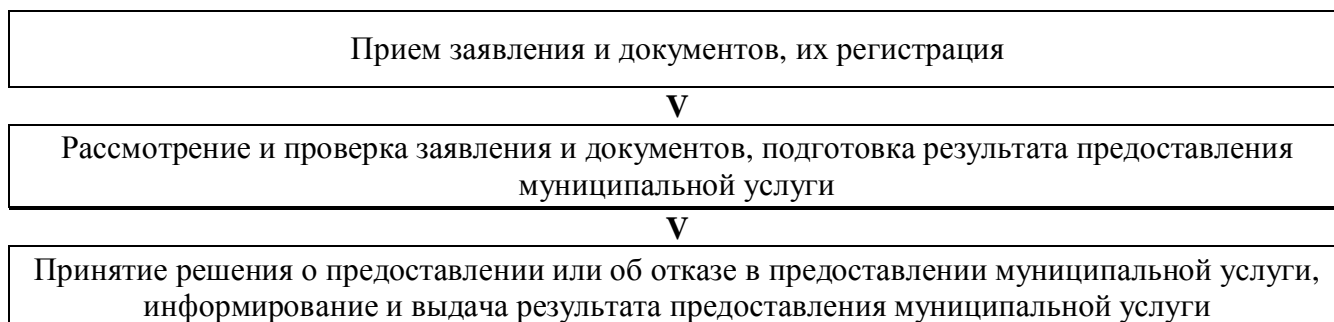 Прием заявления и документов, их регистрация
V
Рассмотрение и проверка заявления и документов, подготовка результата предоставления
муниципальной услуги
V
Принятие решения о предоставлении или об отказе в предоставлении муниципальной услуги,
информирование и выдача результата предоставления муниципальной услуги